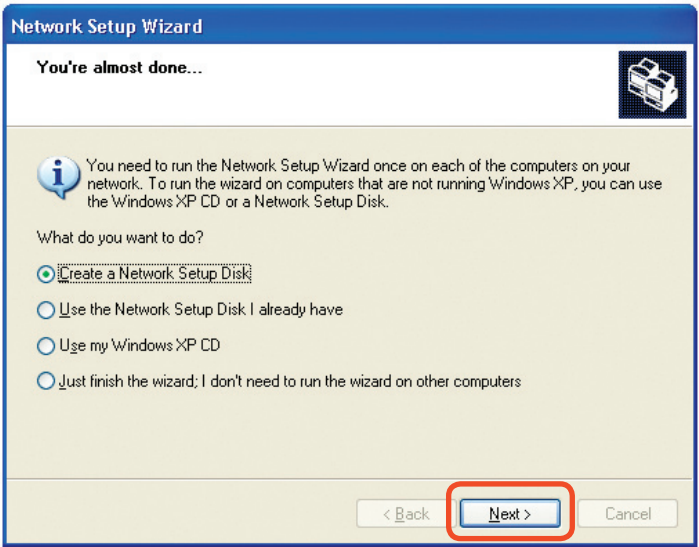 Network Setup Wizard
You're almost done...
You need to run the Network Setup Wizard once on each of the computers on your
network. To run the wizard on computers that are not running Windows XP, you can use
the Windows XP CD or a Network Setup Disk.
What do you want to do?
Create a Network Setup Disk
Use the Network Setup Disk I already have
Use my Windows XP CD
Just finish the wizard; I don't need to run the wizard on other computers
< Back Next > Cancel